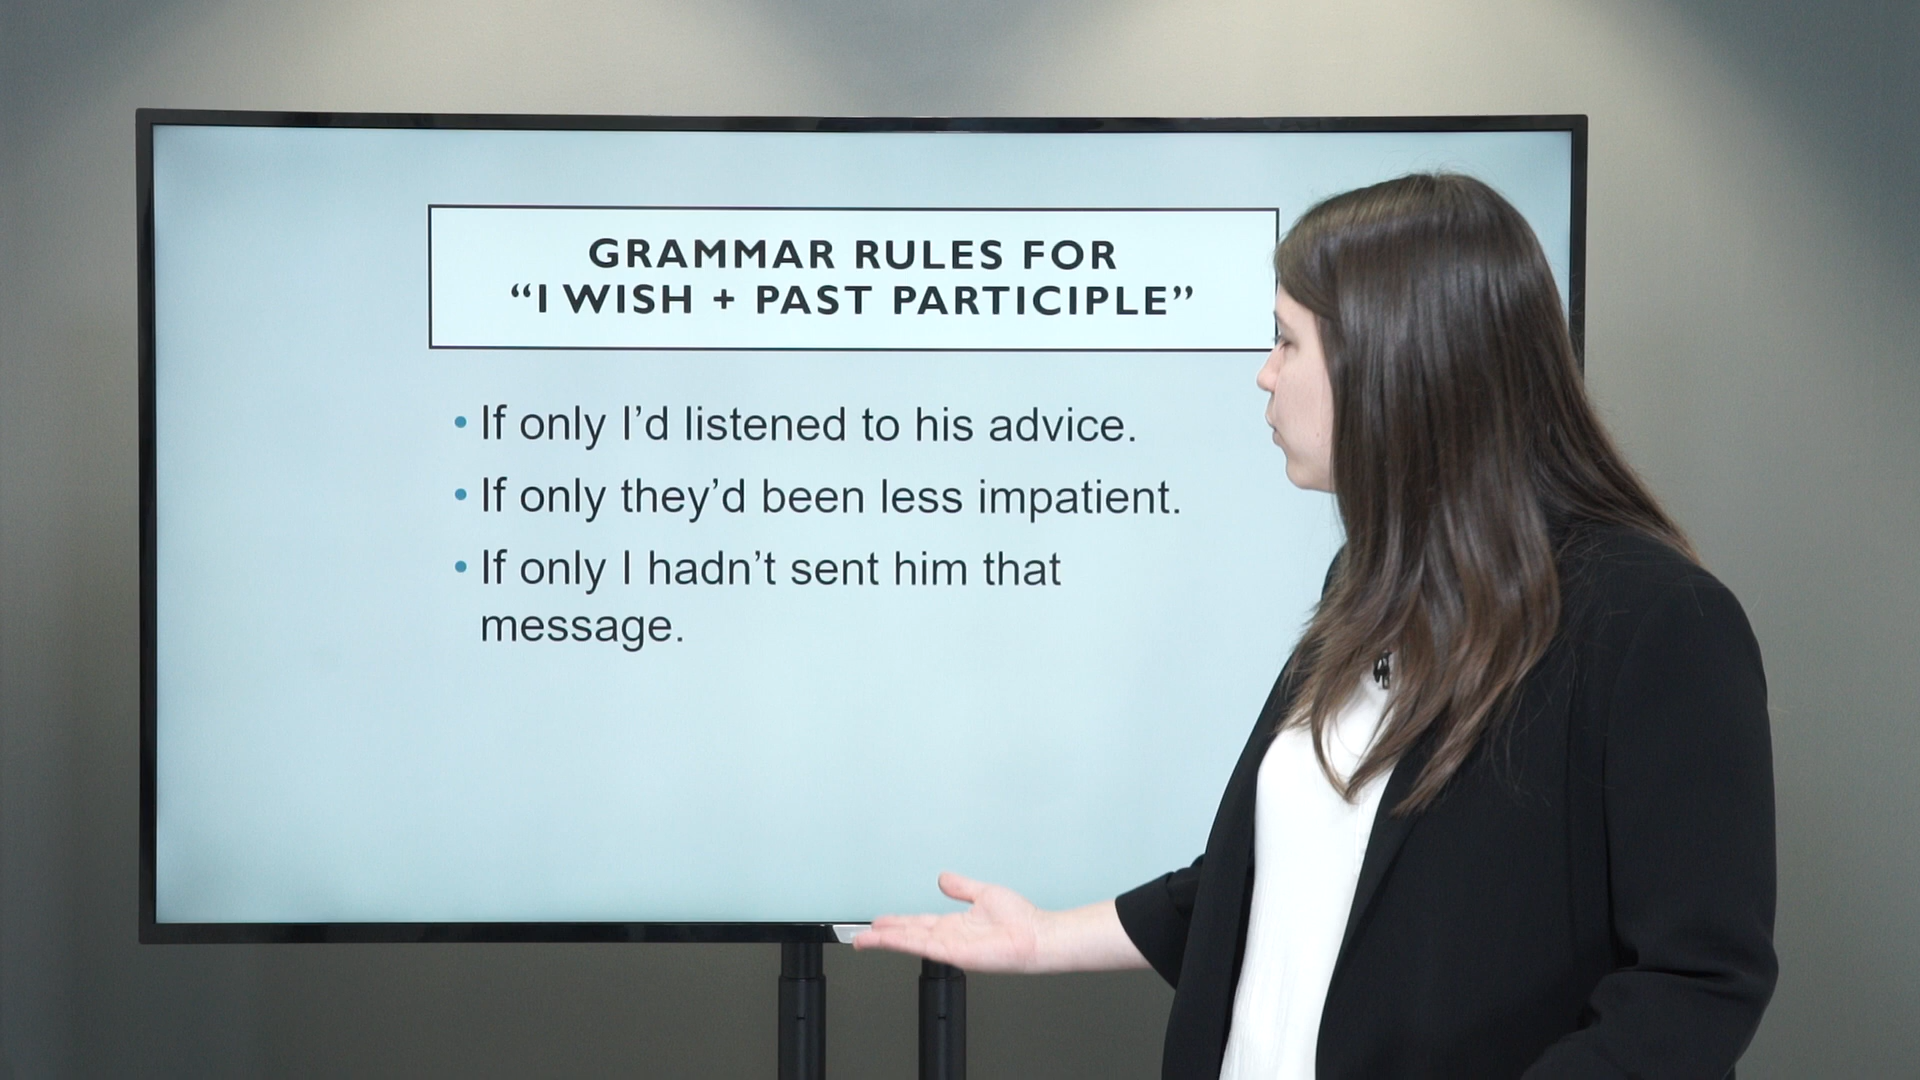 GRAMMAR RULES FOR
“I WISH + PAST PARTICIPLE”
• If only I’d listened to his advice.
• If only they’d been less impatient.
• If only I hadn’t sent him that
message.